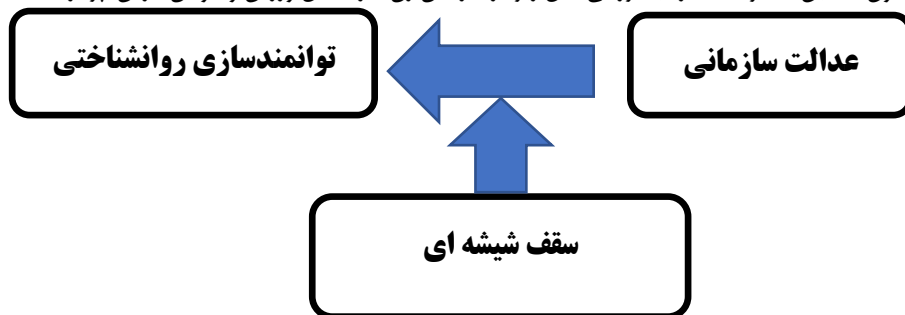 عدالت سازمانی
توانمندسازی روانشناختی
سقف شیشه ای